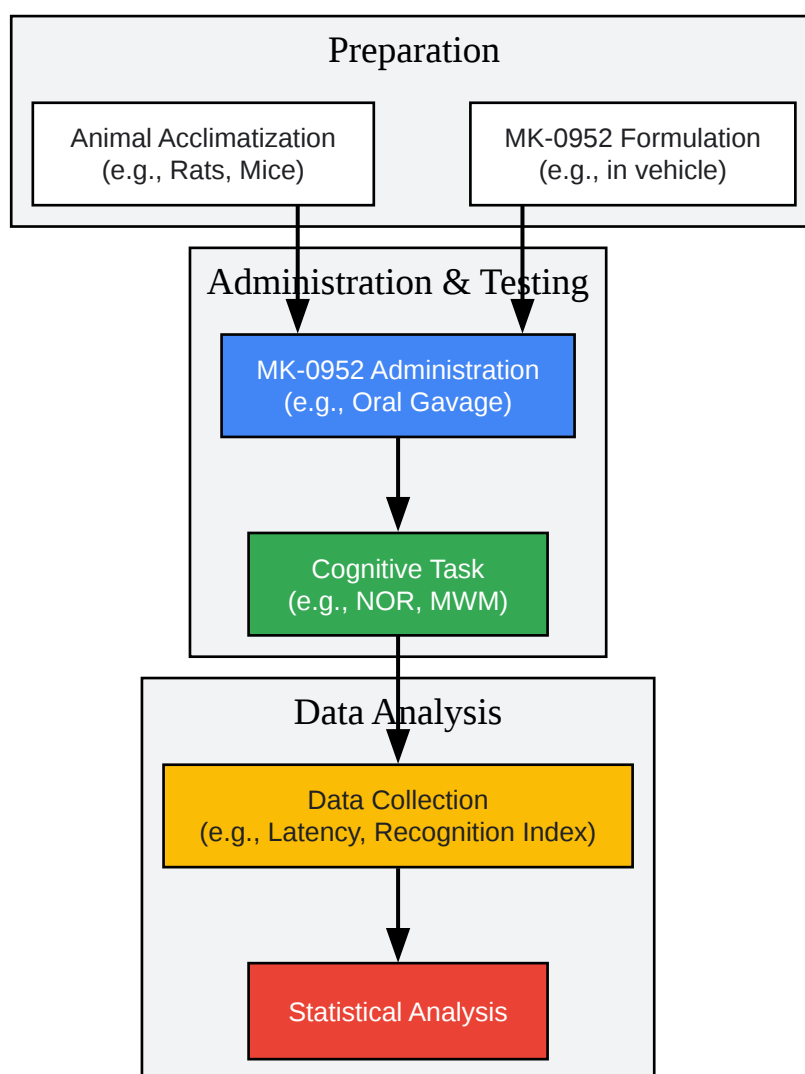 Preparation
Animal Acclimatization
(e.g., Rats, Mice)
MK-0952 Formulation
(e.g., in vehicle)
Administration & Testing
MK-0952 Administration
(e.g., Oral Gavage)
Cognitive Task
(e.g., NOR, MWM)
Data Analysis
Data Collection
(e.g., Latency, Recognition Index)
Statistical Analysis